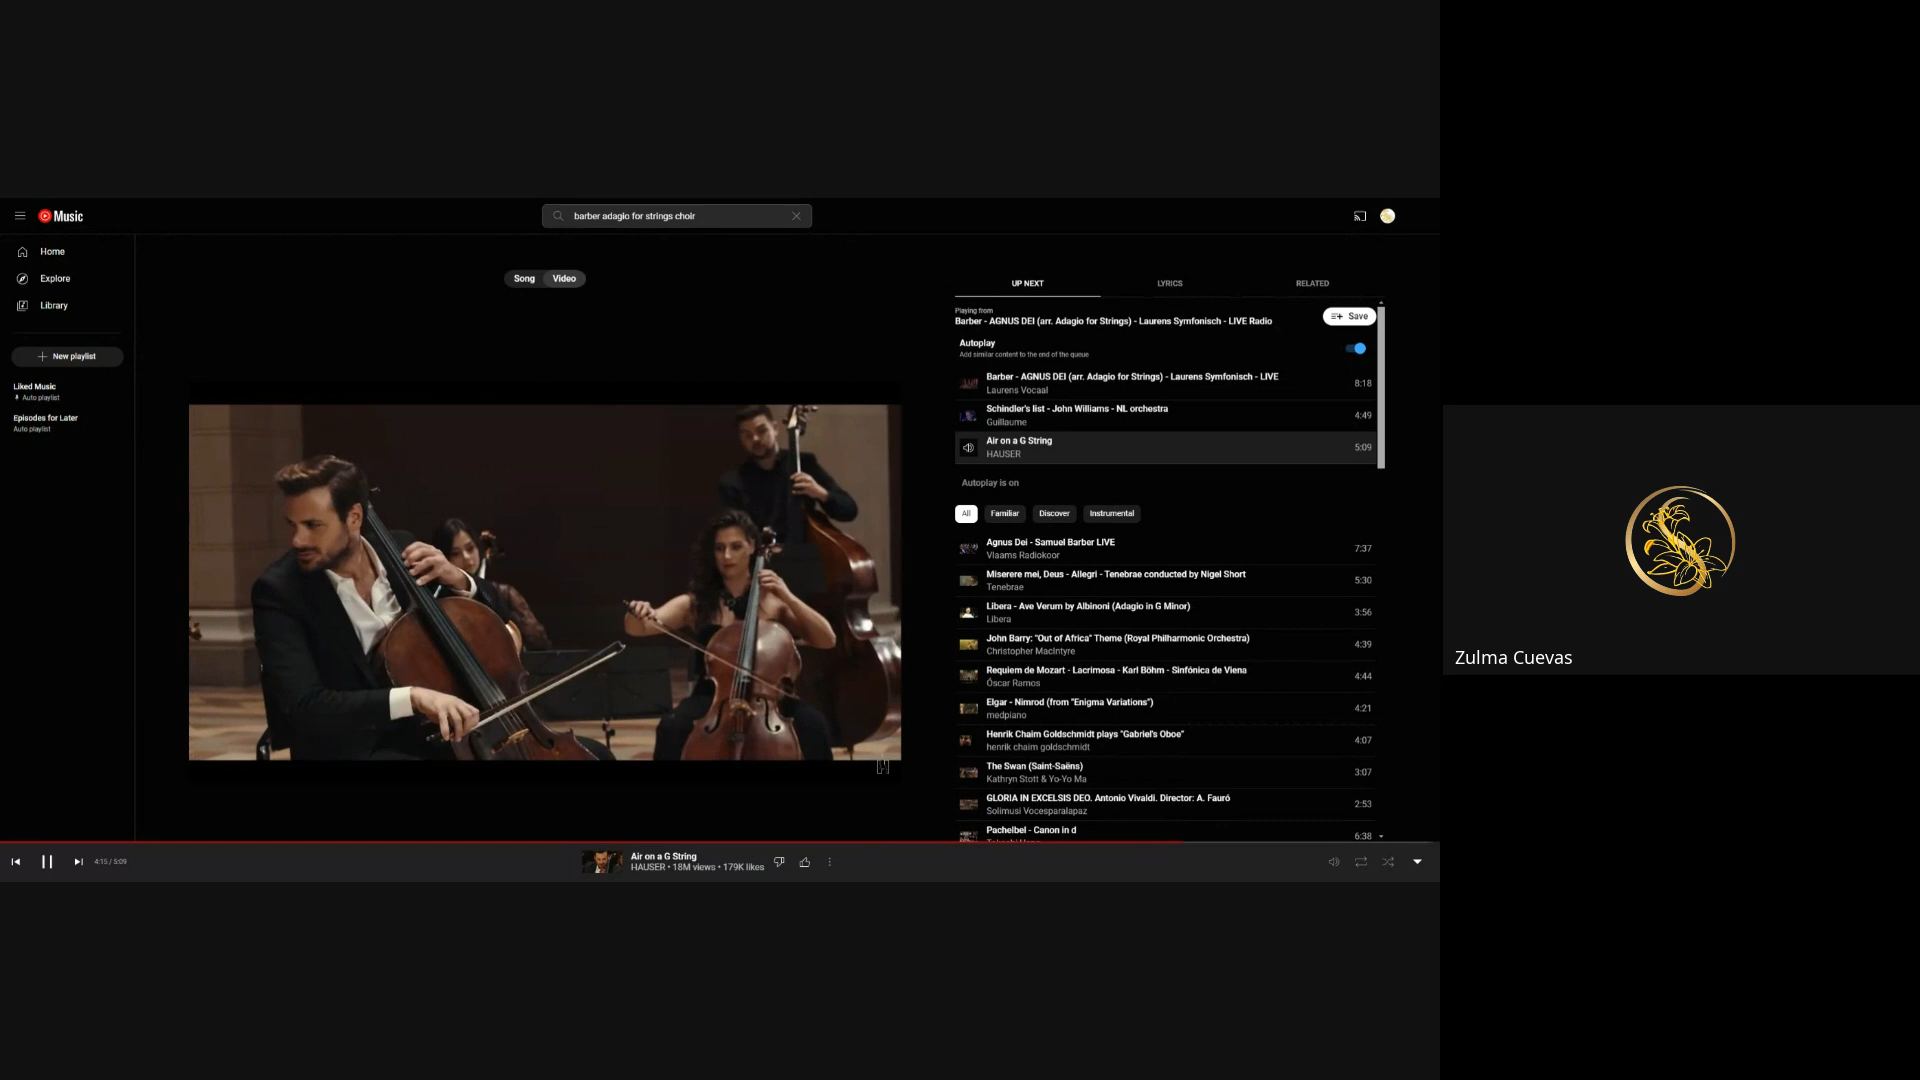 Music
barber adagio for strings choir
Home
Explore
Library
New playlist
Liked Music
Auto playlist
Episodes for Later
Auto playlist
Song
Video
UP NEXT
LYRICS
RELATED
Playing from
Barber - AGNUS DEI (arr. Adagio for Strings) - Laurens Symfonisch - LIVE Radio
Save
Autoplay
Add similar content to the end of the queue
Barber - AGNUS DEI (arr. Adagio for Strings) - Laurens Symfonisch - LIVE
Laurens Vocaal
8:18
Schindler's list - John Williams - NL orchestra
Guillaume
4:49
Air on a G String
HAUSER
5:09
Autoplay is on
All
Familiar
Discover
Instrumental
Agnus Dei - Samuel Barber LIVE
Vlaams Radiokoor
7:37
Miserere mei, Deus - Allegri - Tenebrae conducted by Nigel Short
Tenebrae
5:30
Libera - Ave Verum by Albinoni (Adagio in G Minor)
Libera
3:56
John Barry: "Out of Africa" Theme (Royal Philharmonic Orchestra)
Christopher MacIntyre
4:39
Requiem de Mozart - Lacrimosa - Karl Böhm - Sinfónica de Viena
Óscar Ramos
4:44
Elgar - Nimrod (from "Enigma Variations")
medpiano
4:21
Henrik Chaim Goldschmidt plays "Gabriel's Oboe"
henrik chaim goldschmidt
4:07
The Swan (Saint-Saëns)
Kathryn Stott & Yo-Yo Ma
3:07
GLORIA IN EXCELSIS DEO. Antonio Vivaldi. Director: A. Fauró
Solimusi Vocesparalapaz
2:53
Pachelbel - Canon in d
6:38
4:15 / 5:09
Air on a G String
HAUSER • 18M views • 179K likes
Zulma Cuevas